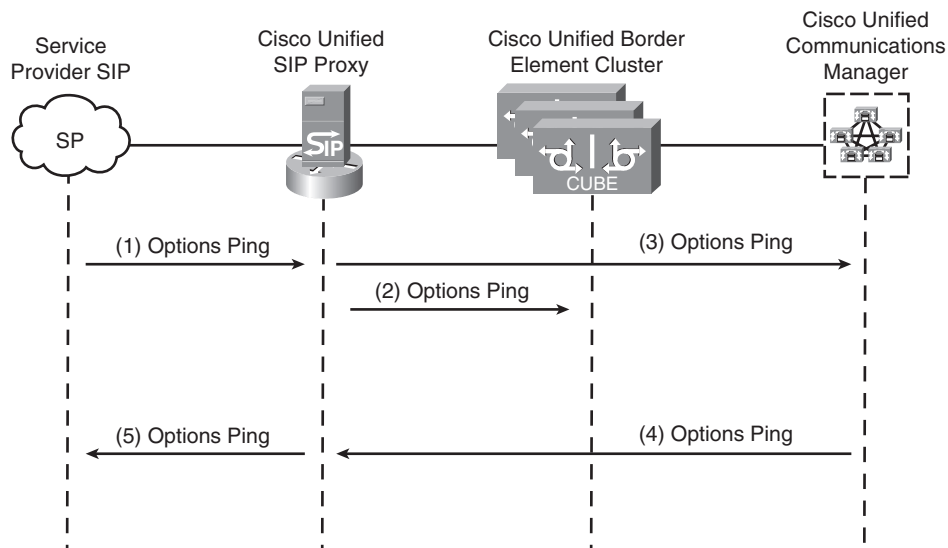 Service
Provider SIP
Cisco Unified
SIP Proxy
Cisco Unified Border
Element Cluster
Cisco Unified
Communications
Manager
SP
SIP
CUBE
(1) Options Ping
(3) Options Ping
(2) Options Ping
(5) Options Ping
(4) Options Ping